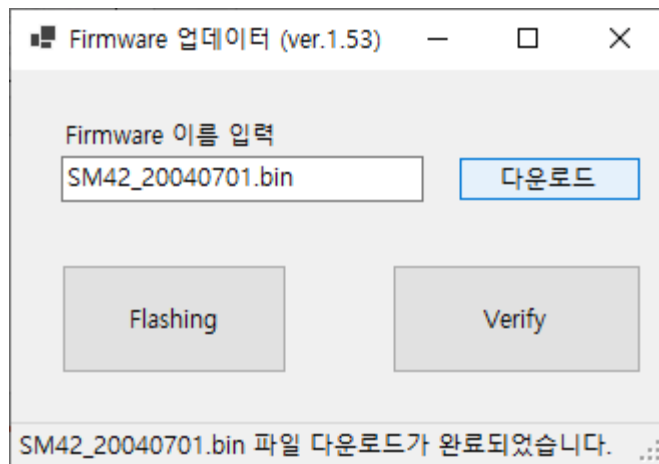 Firmware 업데이터 (ver.1.53)
Firmware 이름 입력
SM42_20040701.bin
다운로드
Flashing
Verify
SM42_20040701.bin 파일 다운로드가 완료되었습니다.